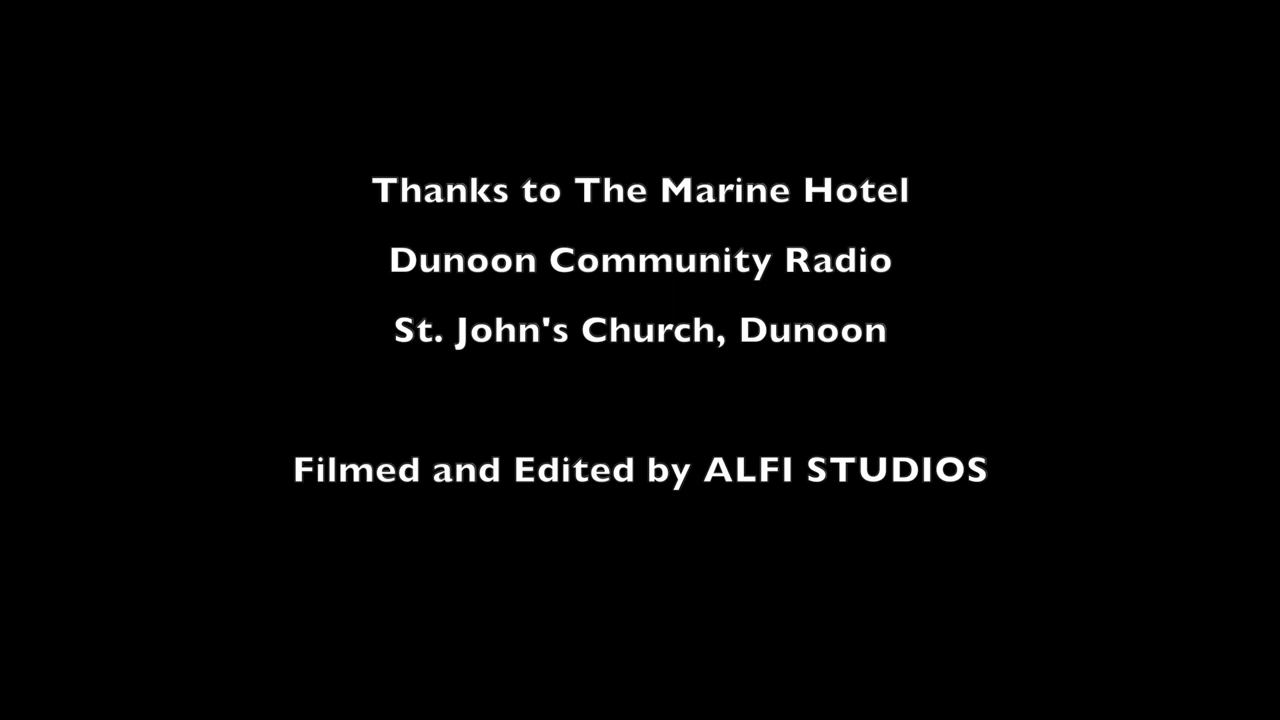 Thanks to The Marine Hotel
Dunoon Community Radio
St. John's Church, Dunoon
Filmed and Edited by ALFI STUDIOS